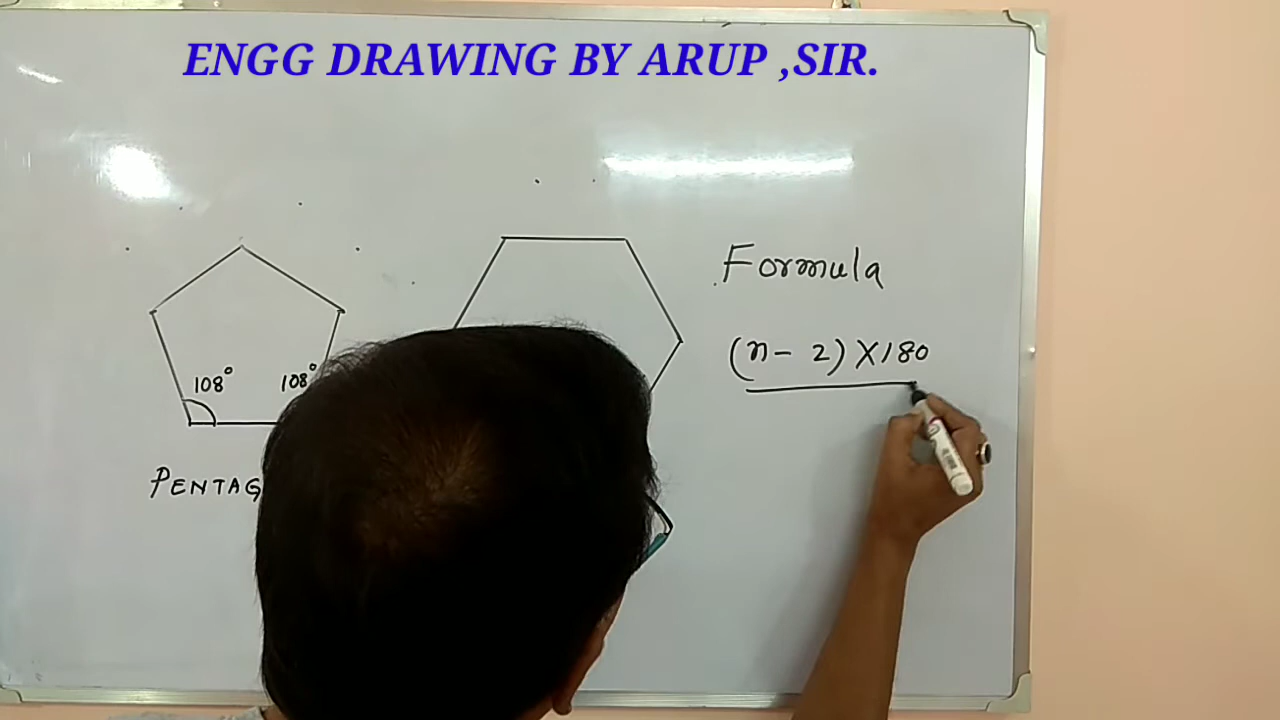 ENGG DRAWING BY ARUP ,SIR.
Formula
(n - 2) X 180
108° 108°
PENTAG